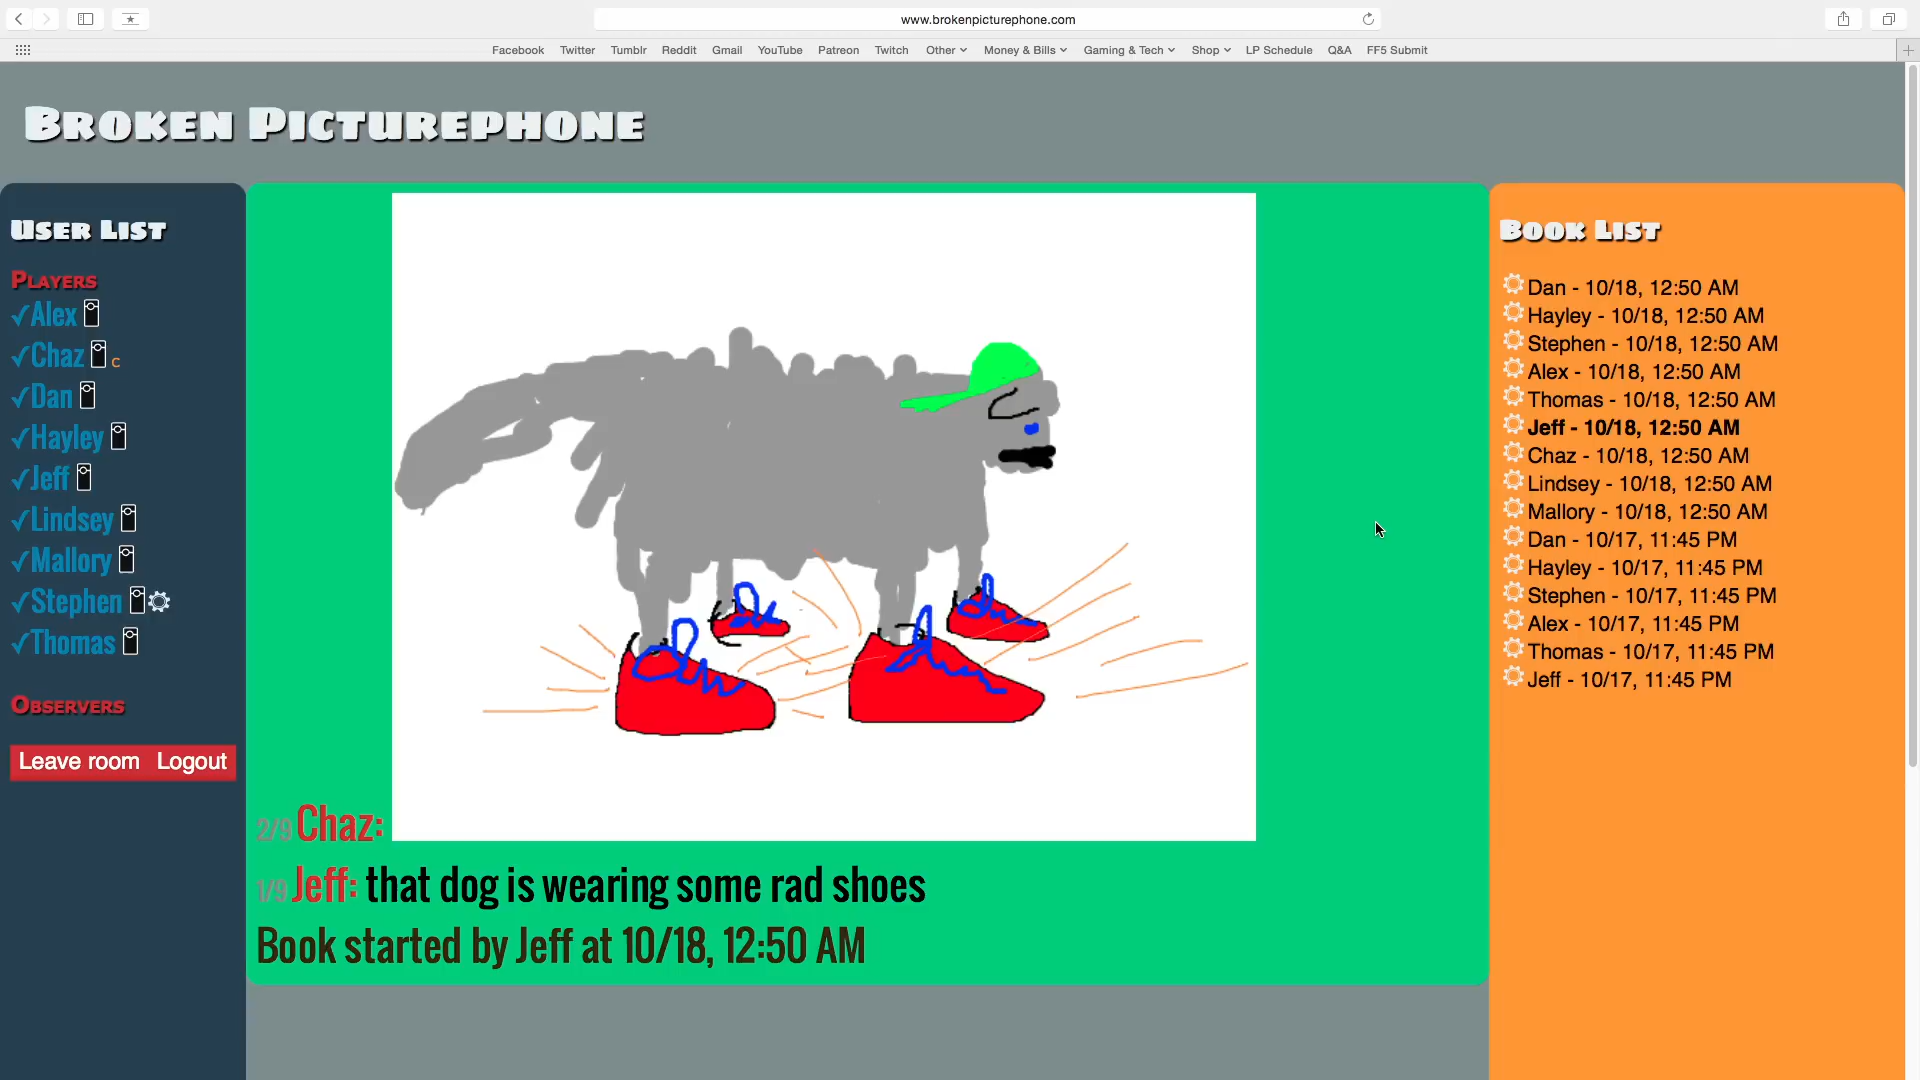 www.brokenpicturephone.com
Facebook Twitter Tumblr Reddit Gmail YouTube Patreon Twitch Other Money & Bills Gaming & Tech Shop LP Schedule Q&A FF5 Submit
Broken Picturephone
User List
Players
✓Alex
✓Chaz c
✓Dan
✓Hayley
✓Jeff
✓Lindsey
✓Mallory
✓Stephen
✓Thomas
Observers
Leave room Logout
2/9 Chaz:
1/9 Jeff: that dog is wearing some rad shoes
Book started by Jeff at 10/18, 12:50 AM
Book List
Dan - 10/18, 12:50 AM
Hayley - 10/18, 12:50 AM
Stephen - 10/18, 12:50 AM
Alex - 10/18, 12:50 AM
Thomas - 10/18, 12:50 AM
Jeff - 10/18, 12:50 AM
Chaz - 10/18, 12:50 AM
Lindsey - 10/18, 12:50 AM
Mallory - 10/18, 12:50 AM
Dan - 10/17, 11:45 PM
Hayley - 10/17, 11:45 PM
Stephen - 10/17, 11:45 PM
Alex - 10/17, 11:45 PM
Thomas - 10/17, 11:45 PM
Jeff - 10/17, 11:45 PM